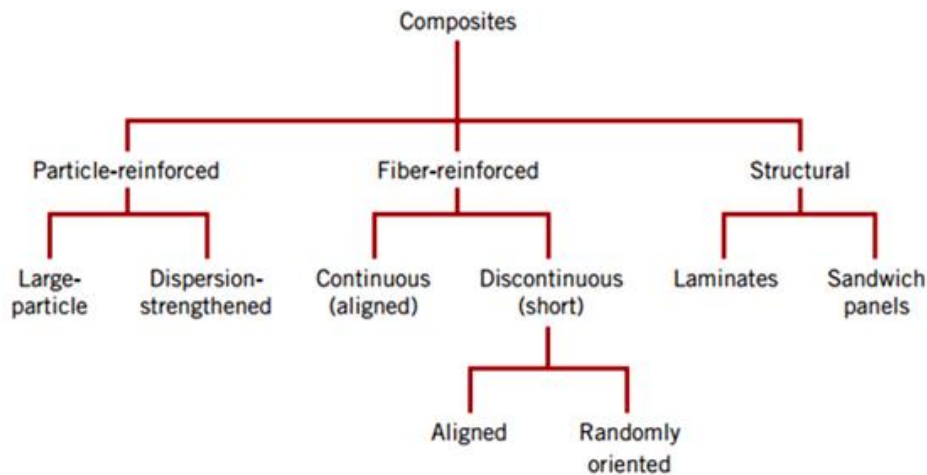 Composites
Particle-reinforced
Fiber-reinforced
Structural
Large-
particle
Dispersion-
strengthened
Continuous
(aligned)
Discontinuous
(short)
Laminates
Sandwich
panels
Aligned
Randomly
oriented